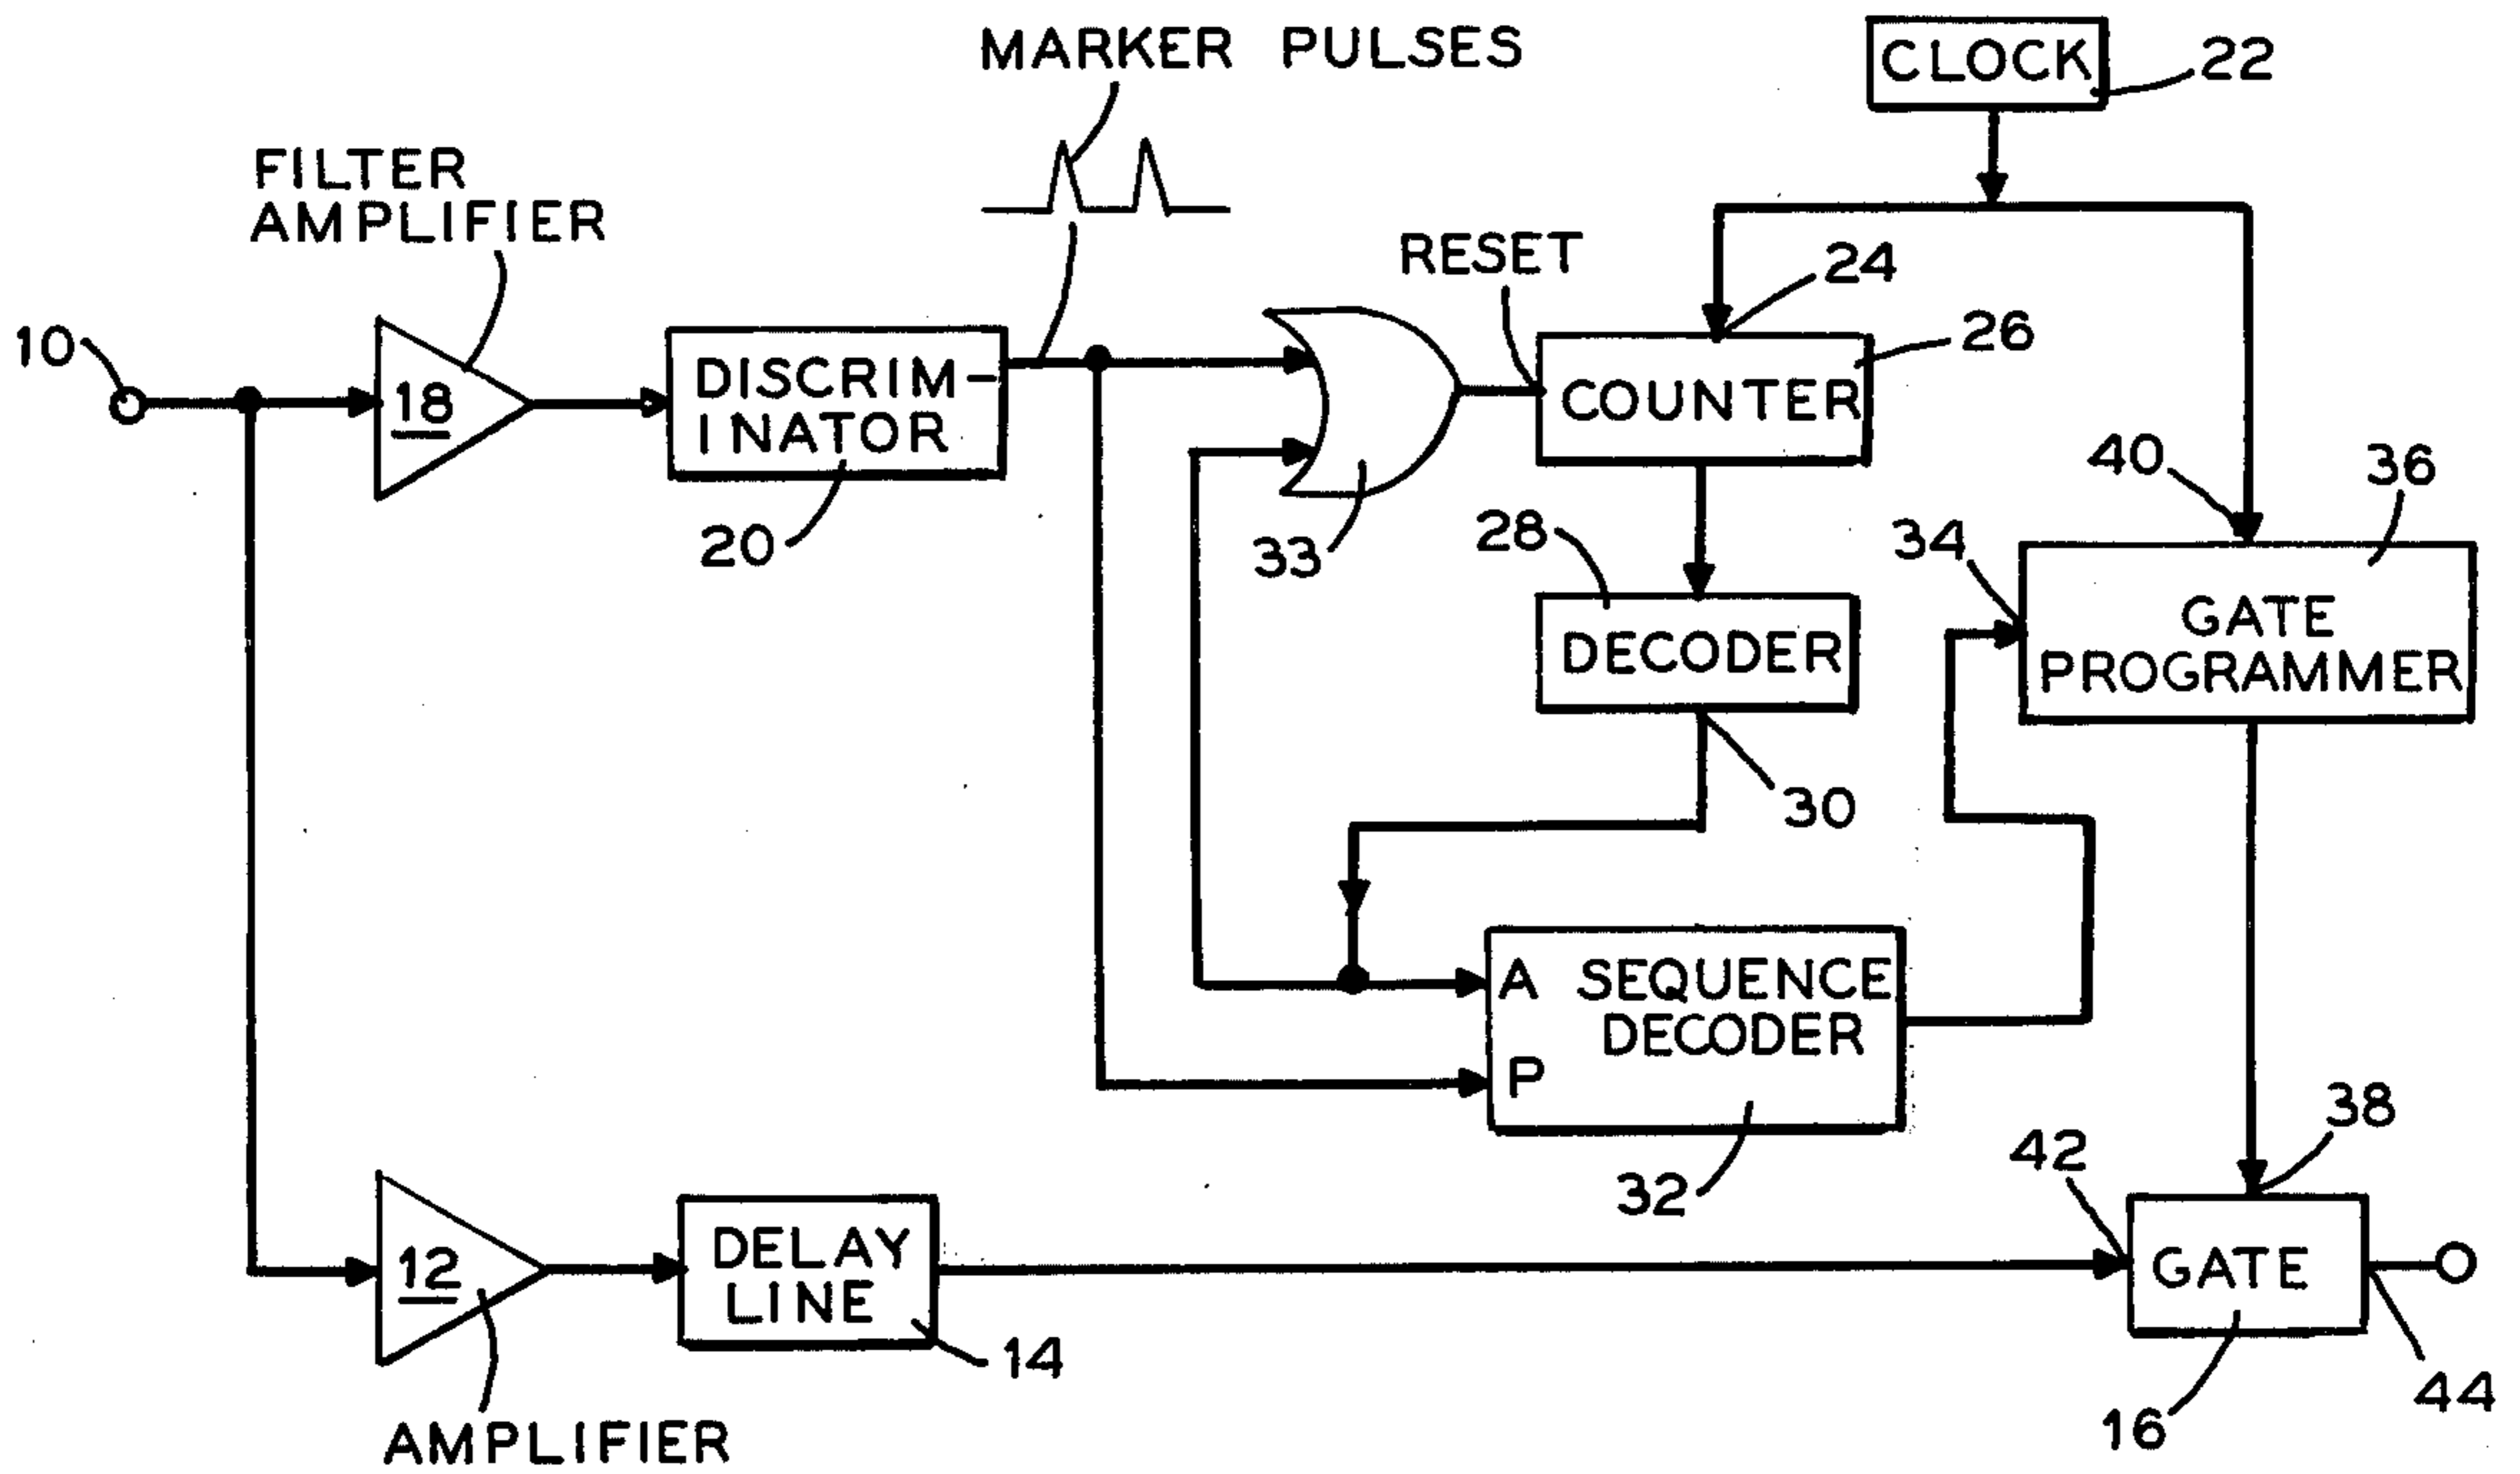 MARKER PULSES
CLOCK
22
FILTER
AMPLIFIER
RESET
24
10
18
DISCRIM-
INATOR
26
COUNTER
40
36
20
33
28
34
DECODER
GATE
PROGRAMMER
30
A SEQUENCE
DECODER
P
38
42
32
12
DELAY
LINE
GATE
14
44
16
AMPLIFIER